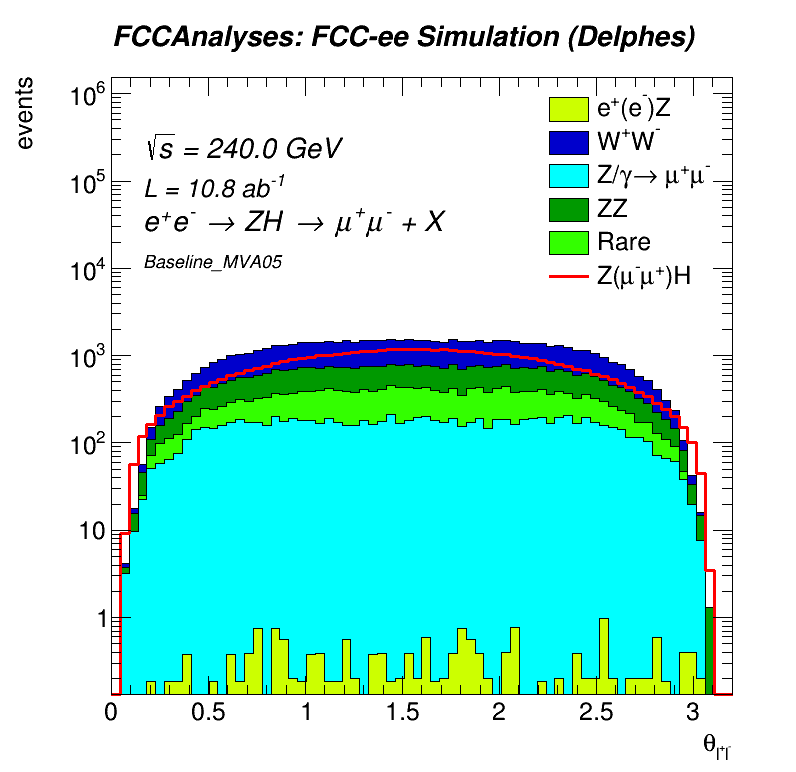 FCCAnalyses: FCC-ee Simulation (Delphes)
events
10⁶
10⁵
10⁴
10³
10²
10
1
√s = 240.0 GeV
L = 10.8 ab⁻¹
e⁺e⁻ → ZH → μ⁺μ⁻ + X
Baseline_MVA05
e⁺(e⁻)Z
W⁺W⁻
Z/γ→ μ⁺μ⁻
ZZ
Rare
Z(μ⁻μ⁺)H
0 0.5 1 1.5 2 2.5 3
θ_{l⁺l⁻}